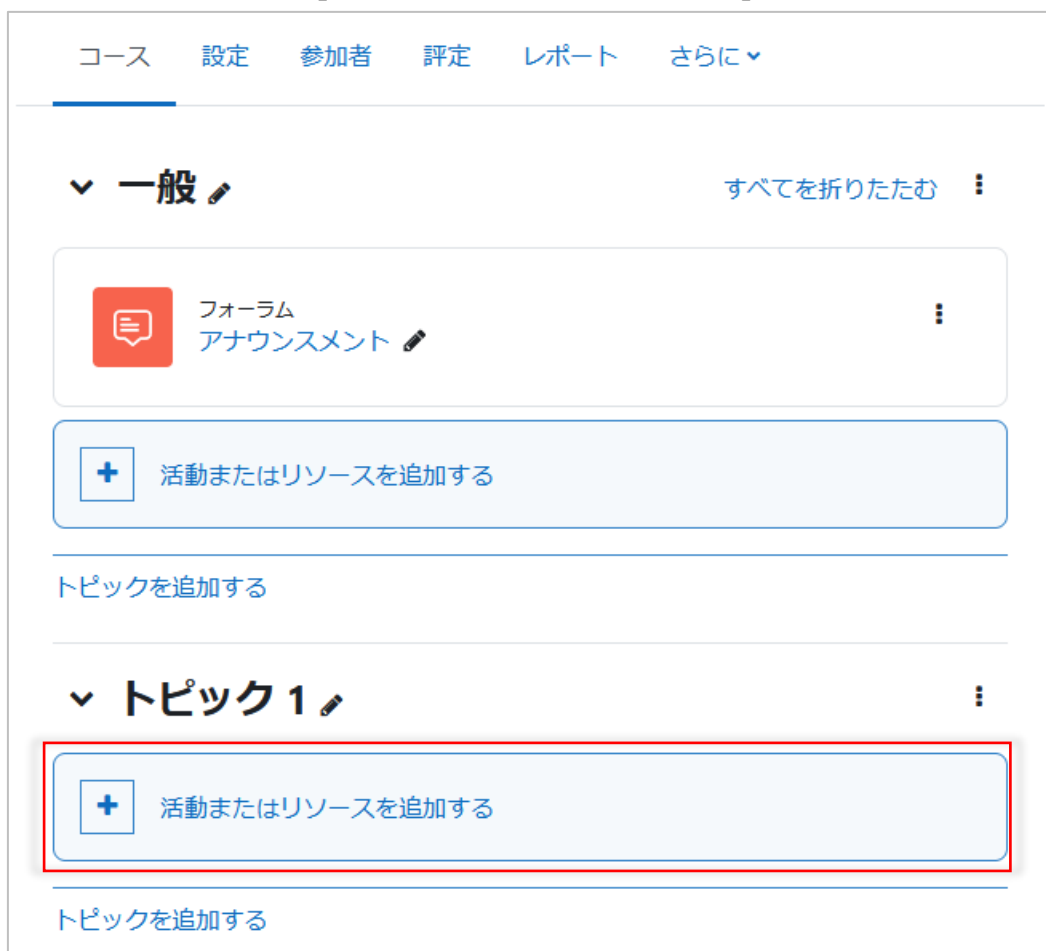 コース 設定 参加者 評定 レポート さらに
一般 すべてを折りたたむ
フォーラム
アナウンスメント
活動またはリソースを追加する
トピックを追加する
トピック 1
活動またはリソースを追加する
トピックを追加する